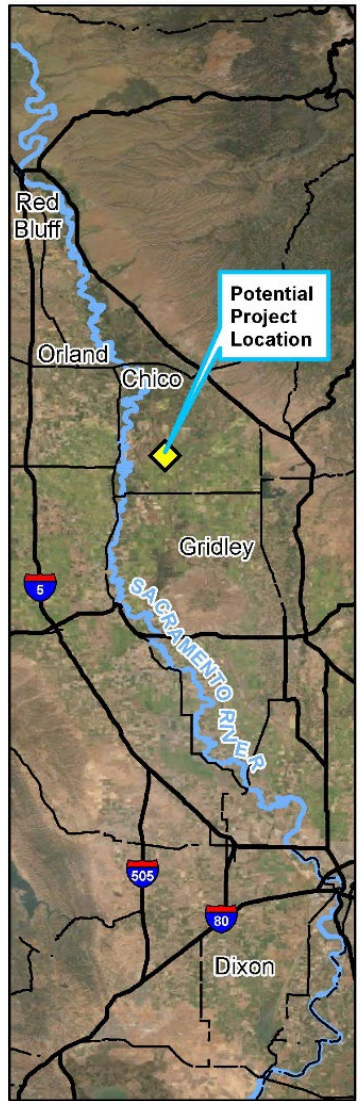 Red
Bluff
Potential
Project
Location
Orland
Chico
Gridley
5
SACRAMENTO RIVER
505
80
Dixon